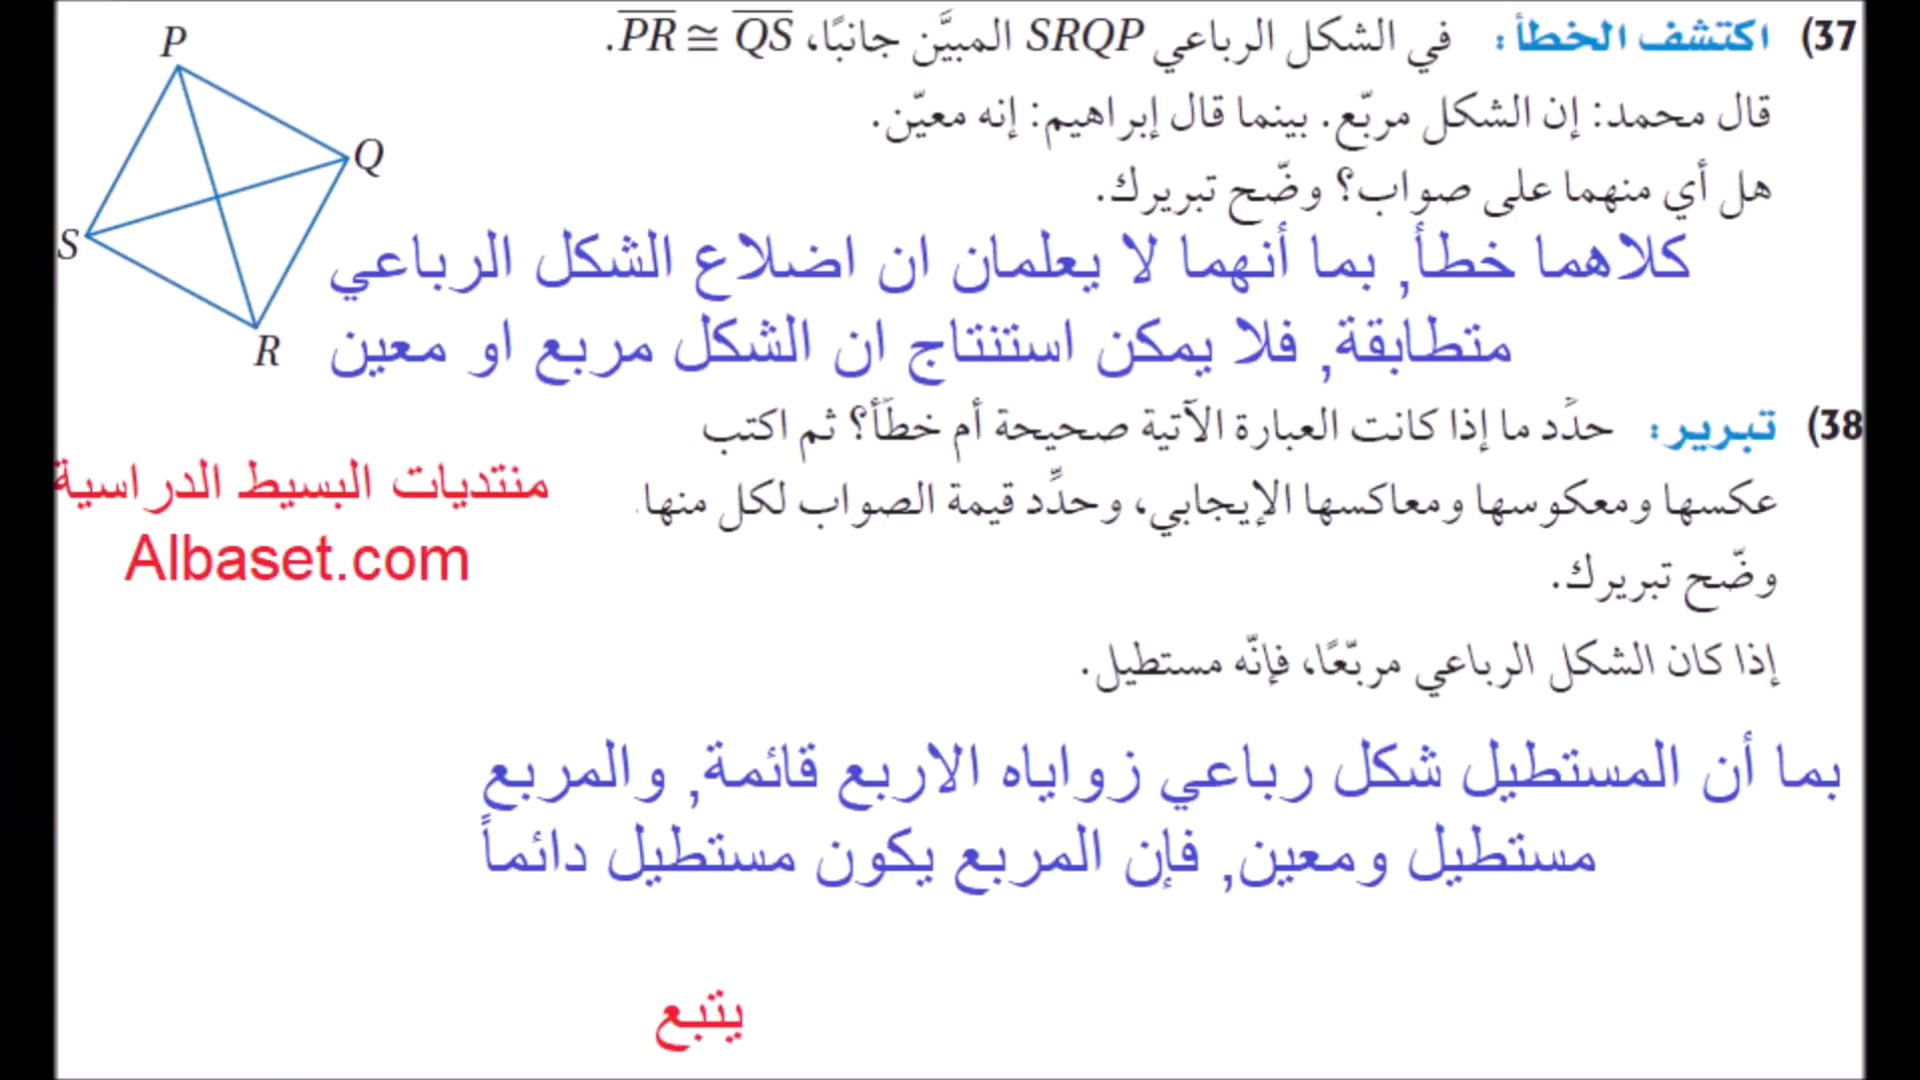 37) اكتشف الخطأ: في الشكل الرباعي SRQP المبيَّن جانبًا، PR ≅ QS.
قال محمد: إن الشكل مربّع. بينما قال إبراهيم: إنه معيّن.
هل أي منهما على صواب؟ وضّح تبريرك.
P
Q
S
R
كلاهما خطأ, بما أنهما لا يعلمان ان اضلاع الشكل الرباعي
متطابقة, فلا يمكن استنتاج ان الشكل مربع او معين
38) تبرير: حدِّد ما إذا كانت العبارة الآتية صحيحة أم خطأ؟ ثم اكتب
عكسها ومعكوسها ومعاكسها الإيجابي، وحدِّد قيمة الصواب لكل منها.
وضّح تبريرك.
إذا كان الشكل الرباعي مربّعًا، فإنّه مستطيل.
منتديات البسيط الدراسية
Albaset.com
بما أن المستطيل شكل رباعي زواياه الاربع قائمة, والمربع
مستطيل ومعين, فإن المربع يكون مستطيل دائماً
يتبع